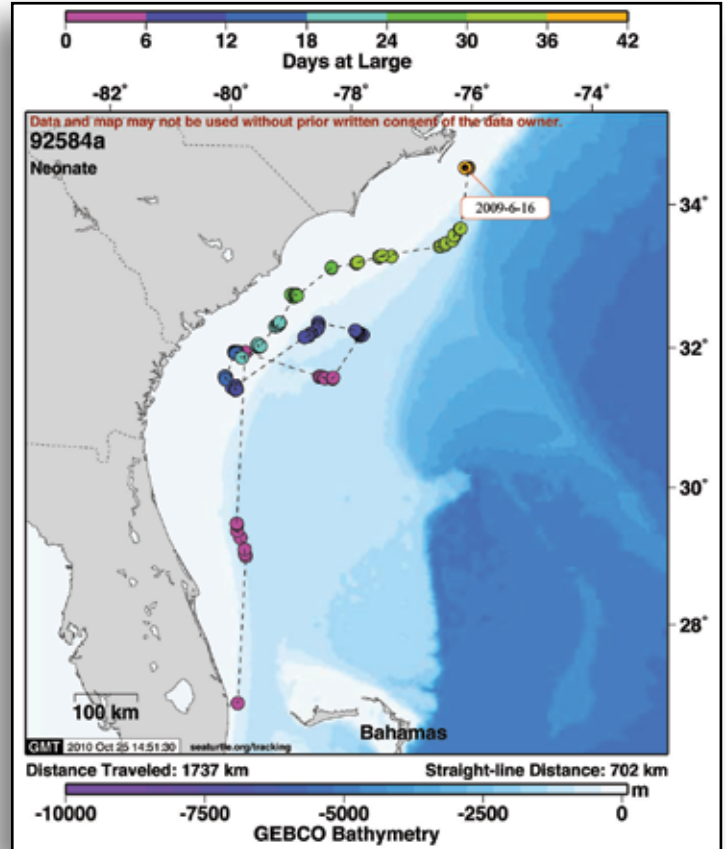 0 6 12 18 24 30 36 42
Days at Large
-82˚ -80˚ -78˚ -76˚ -74˚
Data and map may not be used without prior written consent of the data owner.
92584a
Neonate
2009-6-16
34˚
32˚
30˚
28˚
100 km
Bahamas
GMT 2010 Oct 25 14:51:30 seaturtle.org/tracking
Distance Traveled: 1737 km Straight-line Distance: 702 km
m
-10000 -7500 -5000 -2500 0
GEBCO Bathymetry